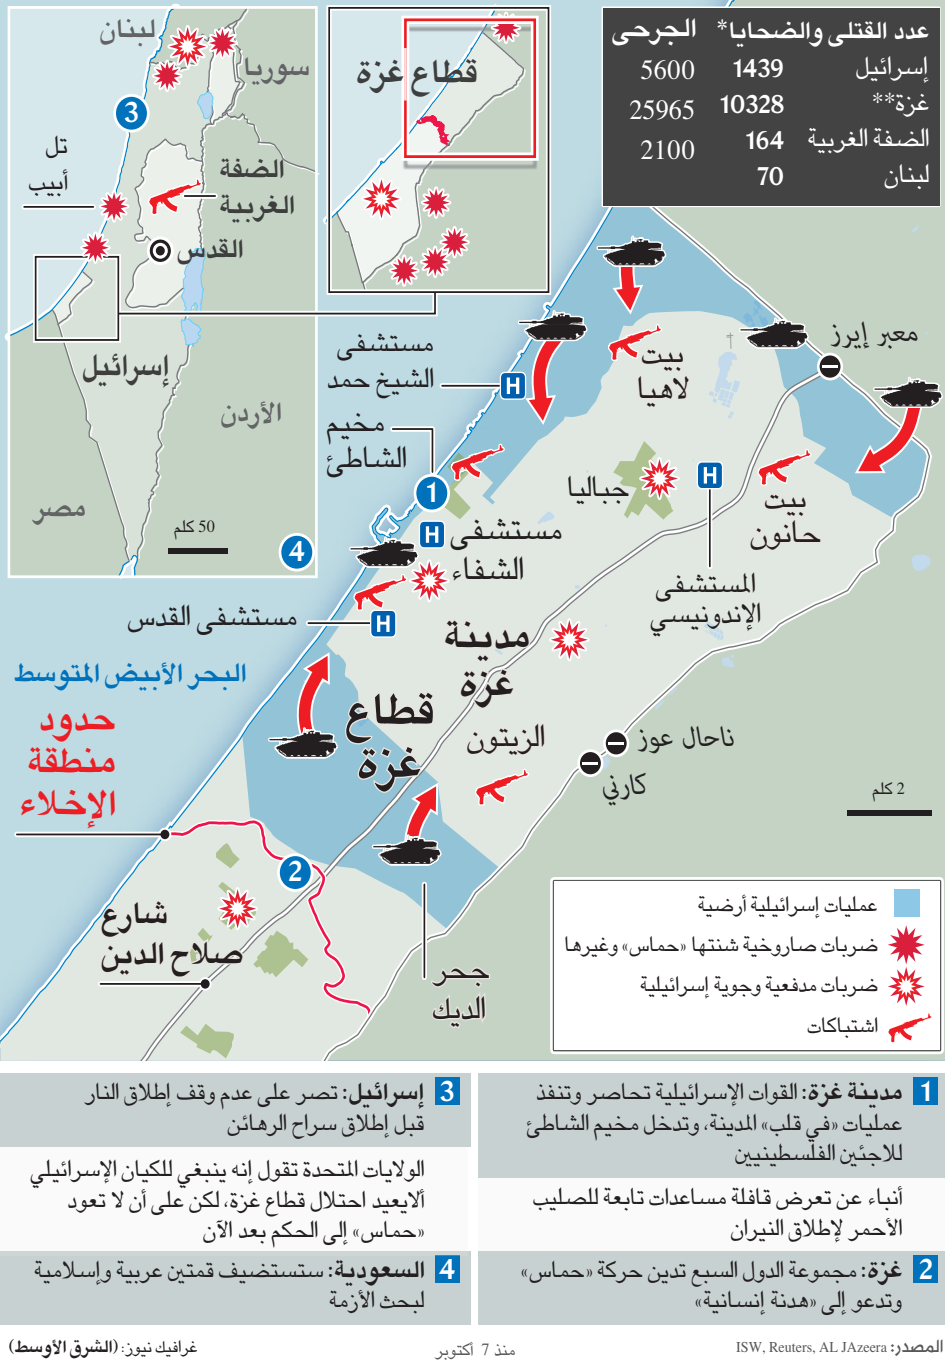 عدد القتلى والضحايا* الجرحى
إسرائيل 1439 5600
غزة** 10328 25965
الضفة الغربية 164 2100
لبنان 70
قطاع غزة
لبنان
سوريا
3
تل
أبيب
الضفة
الغربية
القدس
إسرائيل
الأردن
مصر
50 كلم
4
معبر إيرز
بيت
لاهيا
مستشفى
الشيخ حمد
H
مخيم
الشاطئ
1
جباليا
H
بيت
حانون
مستشفى
الشفاء
H
المستشفى
الإندونيسي
مستشفى القدس
H
مدينة
غزة
البحر الأبيض المتوسط
قطاع
غزة
الزيتون
ناحال عوز
كارني
حدود
منطقة
الإخلاء
2 كلم
2
شارع
صلاح الدين
جحر
الديك
عمليات إسرائيلية أرضية
ضربات صاروخية شنتها «حماس» وغيرها
ضربات مدفعية وجوية إسرائيلية
اشتباكات
1 مدينة غزة: القوات الإسرائيلية تحاصر وتنفذ
عمليات «في قلب» المدينة، وتدخل مخيم الشاطئ
للاجئين الفلسطينيين
أنباء عن تعرض قافلة مساعدات تابعة للصليب
الأحمر لإطلاق النيران
2 غزة: مجموعة الدول السبع تدين حركة «حماس»
وتدعو إلى «هدنة إنسانية»
3 إسرائيل: تصر على عدم وقف إطلاق النار
قبل إطلاق سراح الرهائن
الولايات المتحدة تقول إنه ينبغي للكيان الإسرائيلي
ألايعيد احتلال قطاع غزة، لكن على أن لا تعود
«حماس» إلى الحكم بعد الآن
4 السعودية: ستستضيف قمتين عربية وإسلامية
لبحث الأزمة
المصدر: ISW, Reuters, AL JAzeera
منذ 7 أكتوبر
غرافيك نيوز: (الشرق الأوسط)